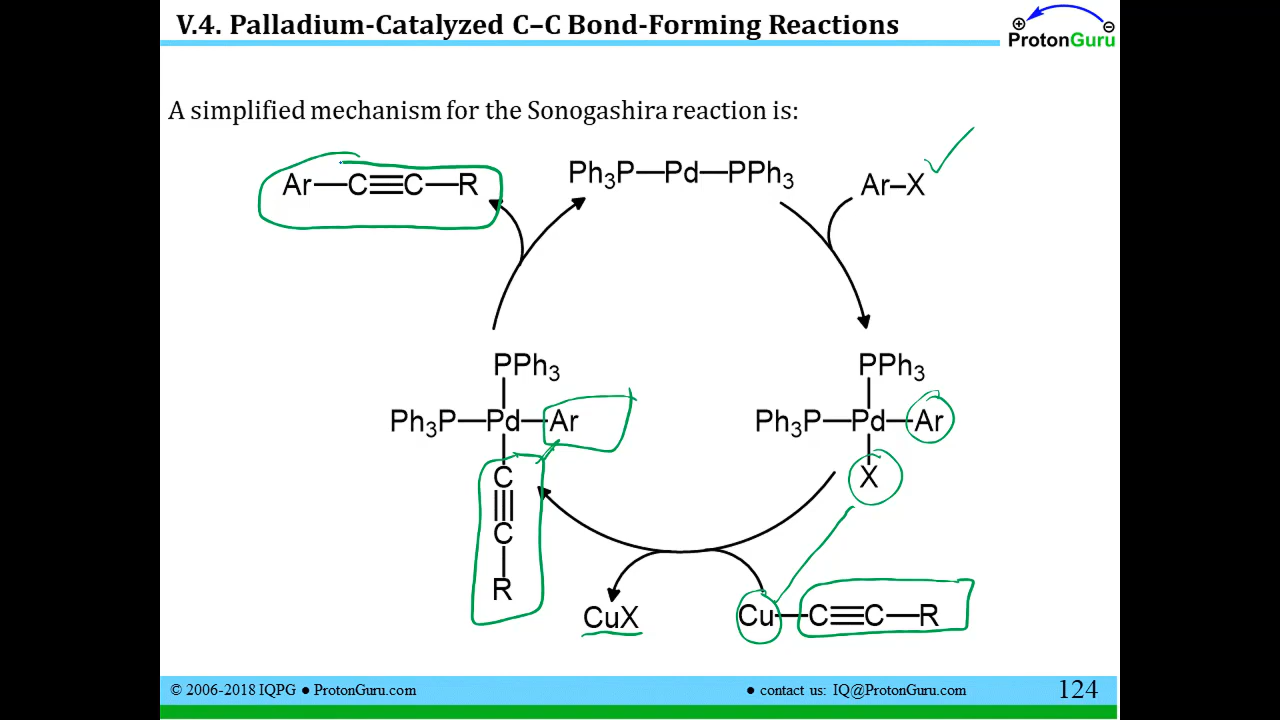 V.4. Palladium-Catalyzed C–C Bond-Forming Reactions
ProtonGuru
A simplified mechanism for the Sonogashira reaction is:
Ar—C≡C—R
Ph₃P—Pd—PPh₃
Ar–X
PPh₃
Ph₃P—Pd—Ar
C
C
R
PPh₃
Ph₃P—Pd—Ar
X
CuX
Cu—C≡C—R
© 2006-2018 IQPG ● ProtonGuru.com
● contact us: IQ@ProtonGuru.com
124